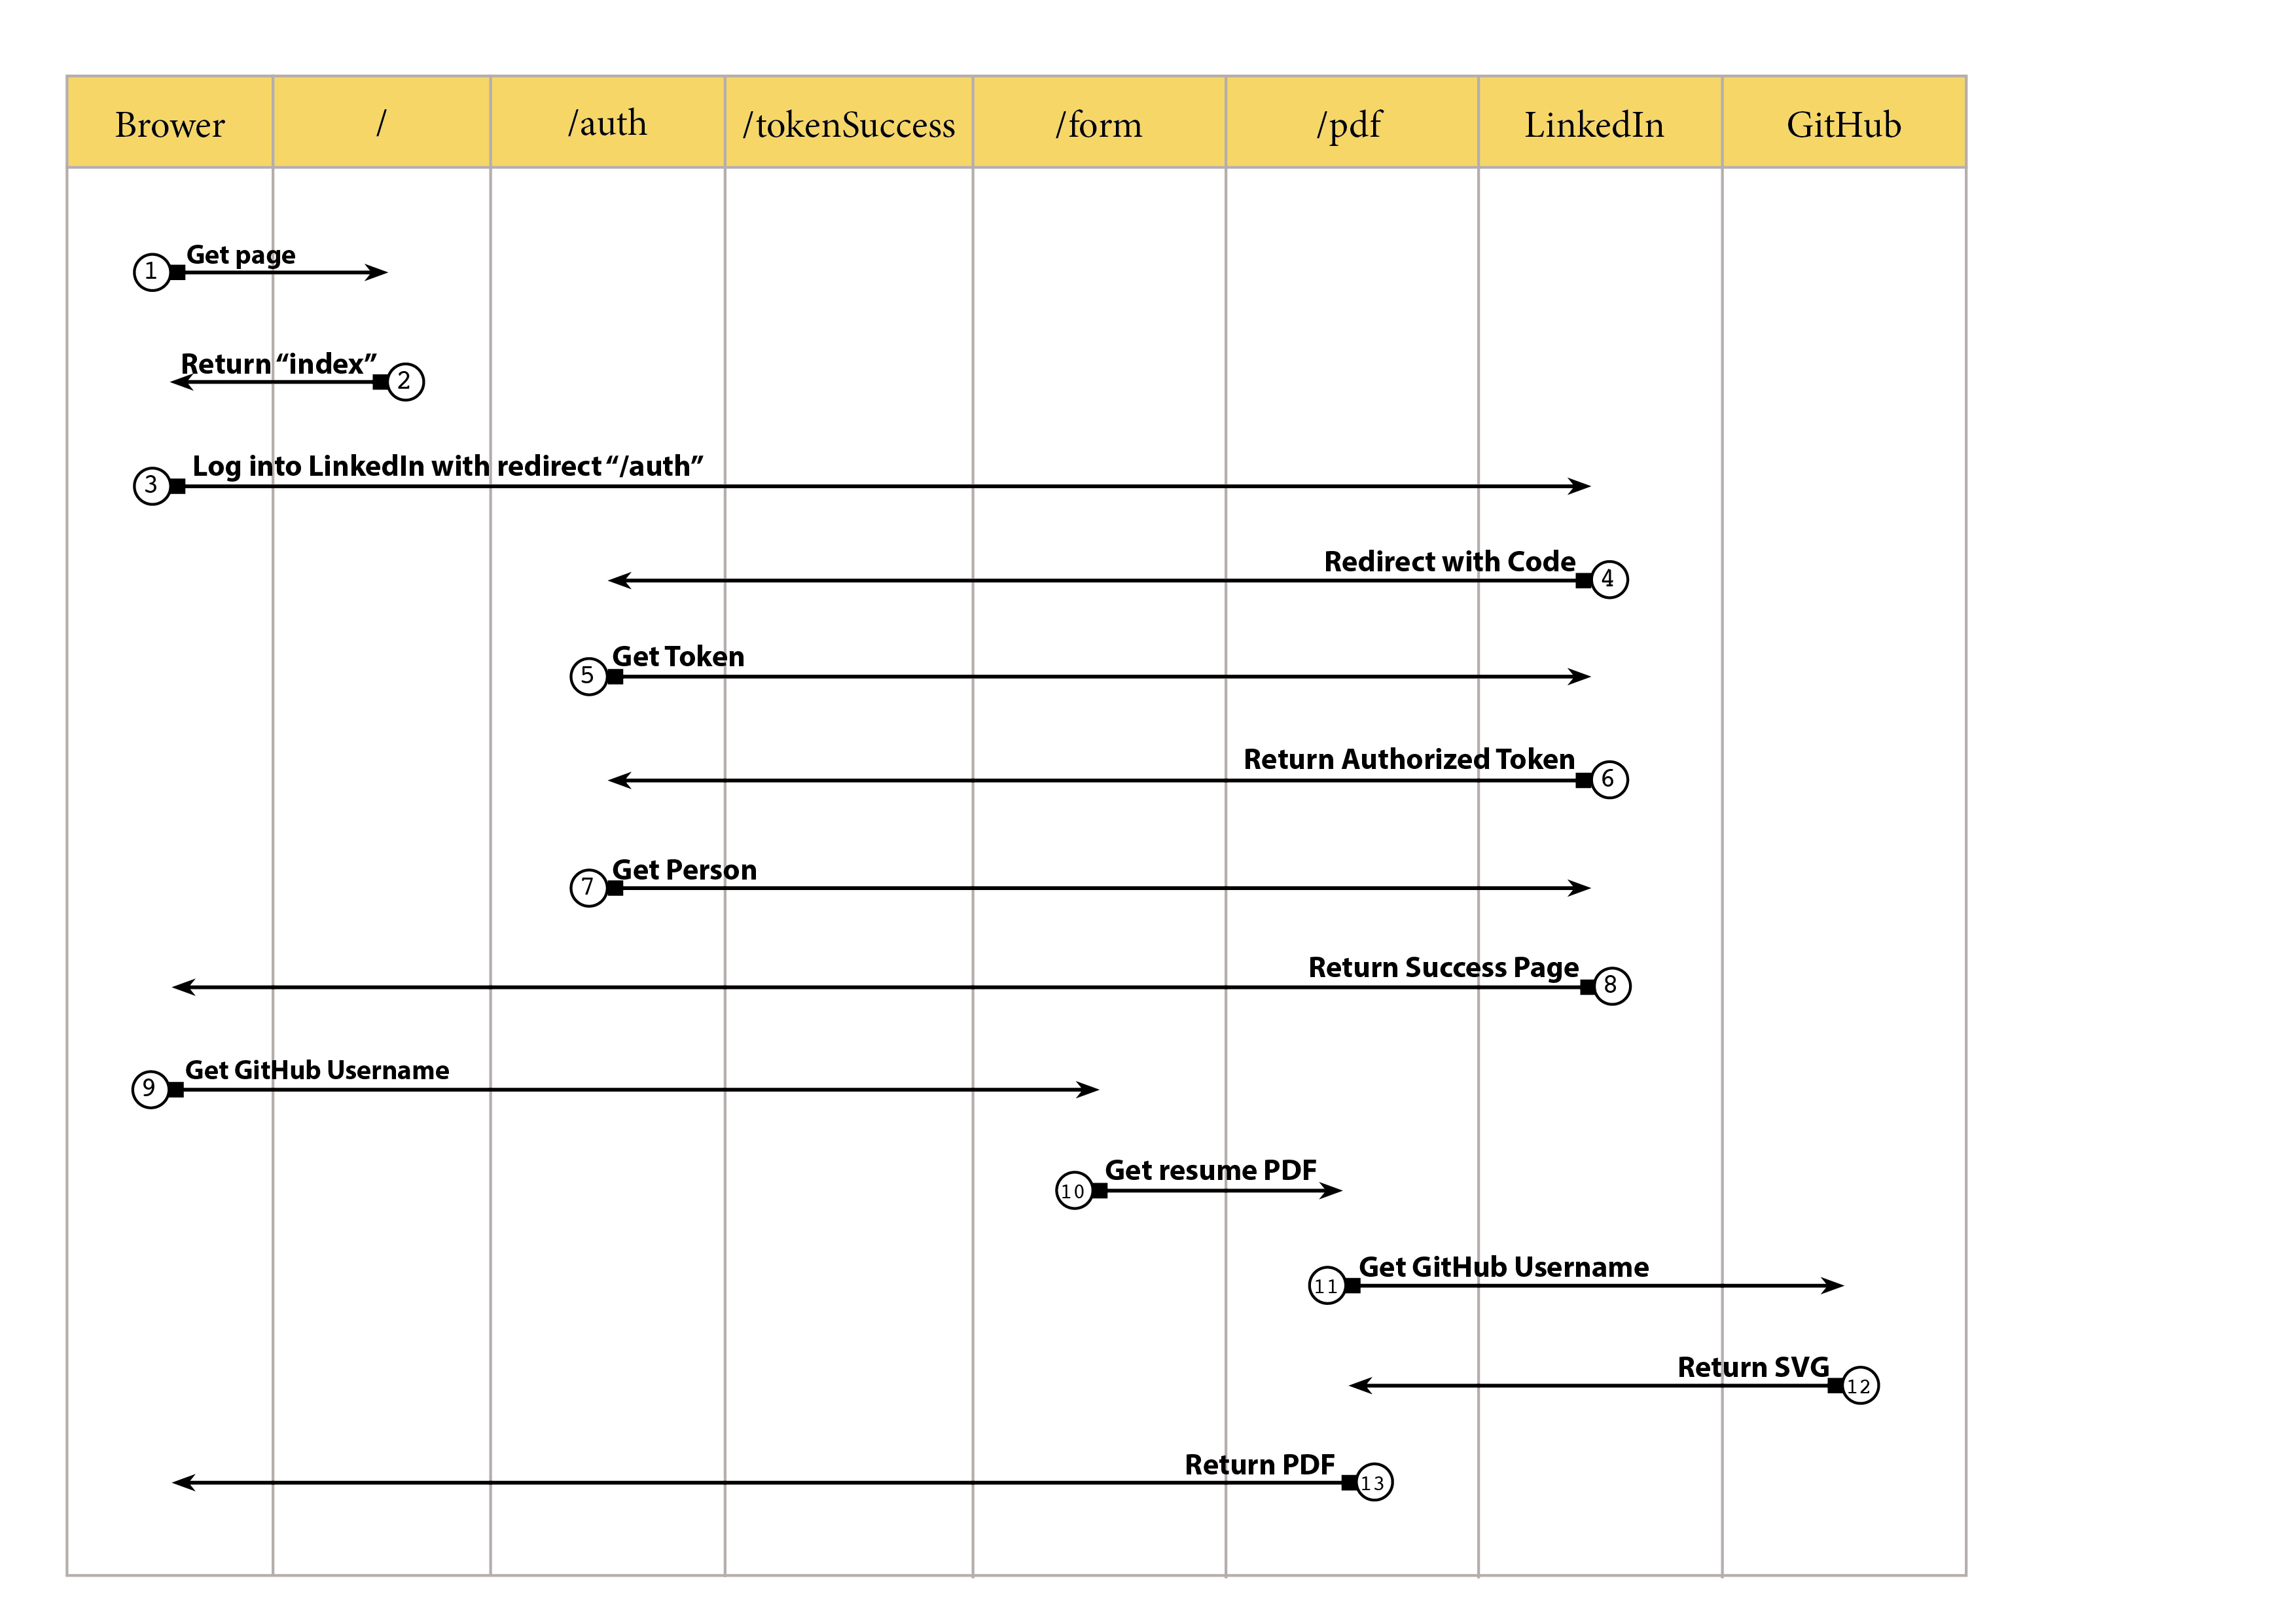 Brower / /auth /tokenSuccess /form /pdf LinkedIn GitHub
Get page
1
Return “index”
2
Log into LinkedIn with redirect “/auth”
3
Redirect with Code
4
Get Token
5
Return Authorized Token
6
Get Person
7
Return Success Page
8
Get GitHub Username
9
Get resume PDF
10
Get GitHub Username
11
Return SVG
12
Return PDF
13